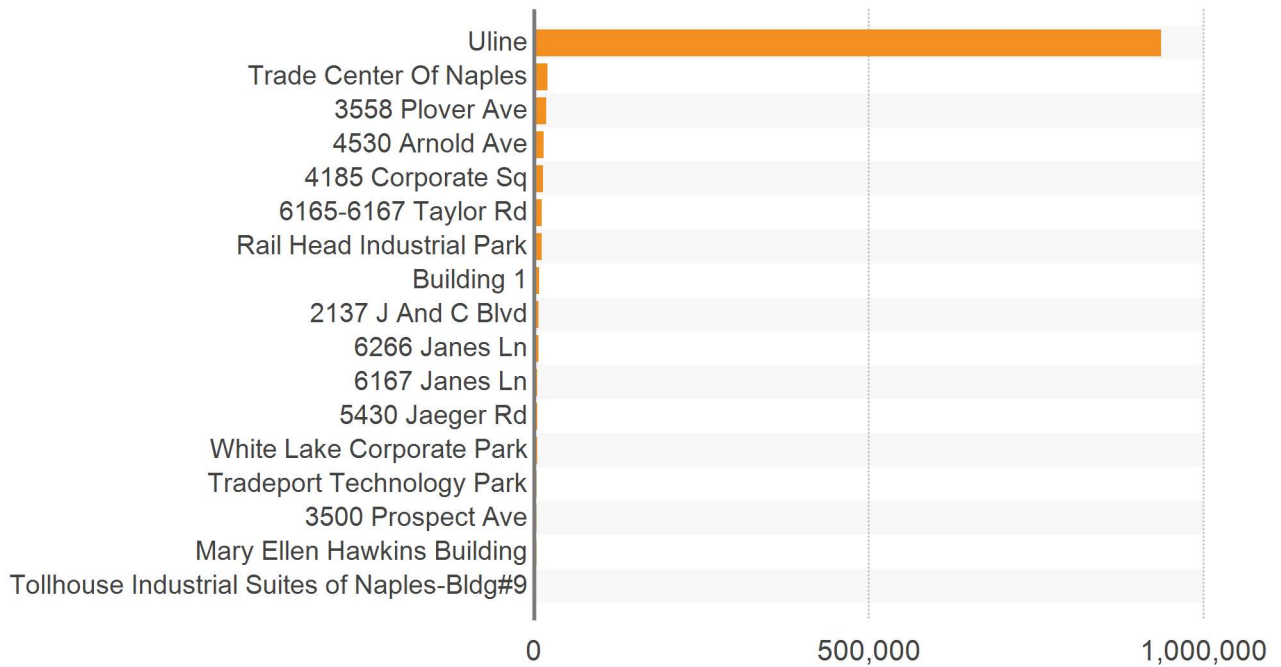 Uline
Trade Center Of Naples
3558 Plover Ave
4530 Arnold Ave
4185 Corporate Sq
6165-6167 Taylor Rd
Rail Head Industrial Park
Building 1
2137 J And C Blvd
6266 Janes Ln
6167 Janes Ln
5430 Jaeger Rd
White Lake Corporate Park
Tradeport Technology Park
3500 Prospect Ave
Mary Ellen Hawkins Building
Tollhouse Industrial Suites of Naples-Bldg#9
0 500,000 1,000,000